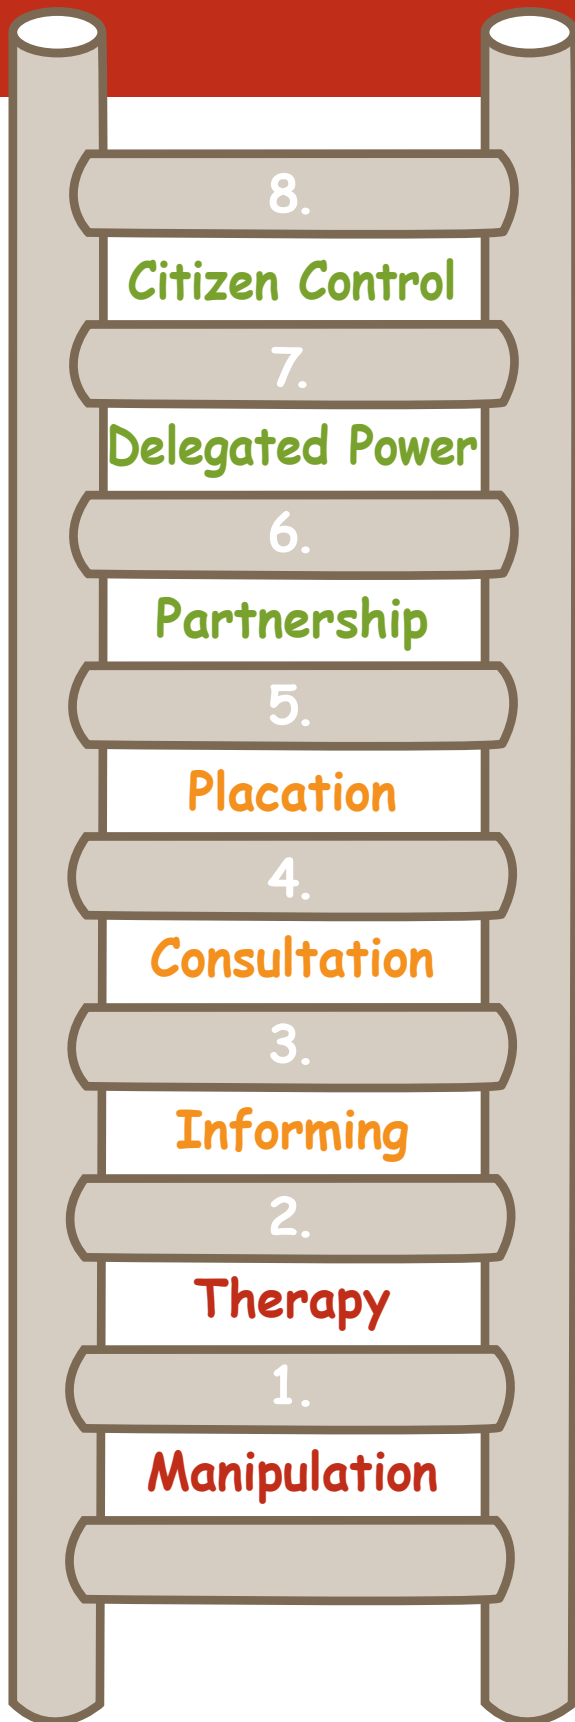 8.
Citizen Control
7.
Delegated Power
6.
Partnership
5.
Placation
4.
Consultation
3.
Informing
2.
Therapy
1.
Manipulation